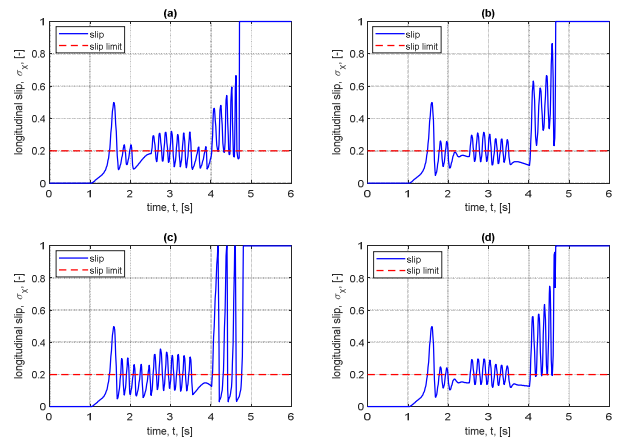 (a)
slip
slip limit
longitudinal slip, σχ, [-]
1
0.8
0.6
0.4
0.2
0
0 1 2 3 4 5 6
time, t, [s]
(b)
slip
slip limit
longitudinal slip, σχ, [-]
1
0.8
0.6
0.4
0.2
0
0 1 2 3 4 5 6
time, t, [s]
(c)
slip
slip limit
longitudinal slip, σχ, [-]
1
0.8
0.6
0.4
0.2
0
0 1 2 3 4 5 6
time, t, [s]
(d)
slip
slip limit
longitudinal slip, σχ, [-]
1
0.8
0.6
0.4
0.2
0
0 1 2 3 4 5 6
time, t, [s]